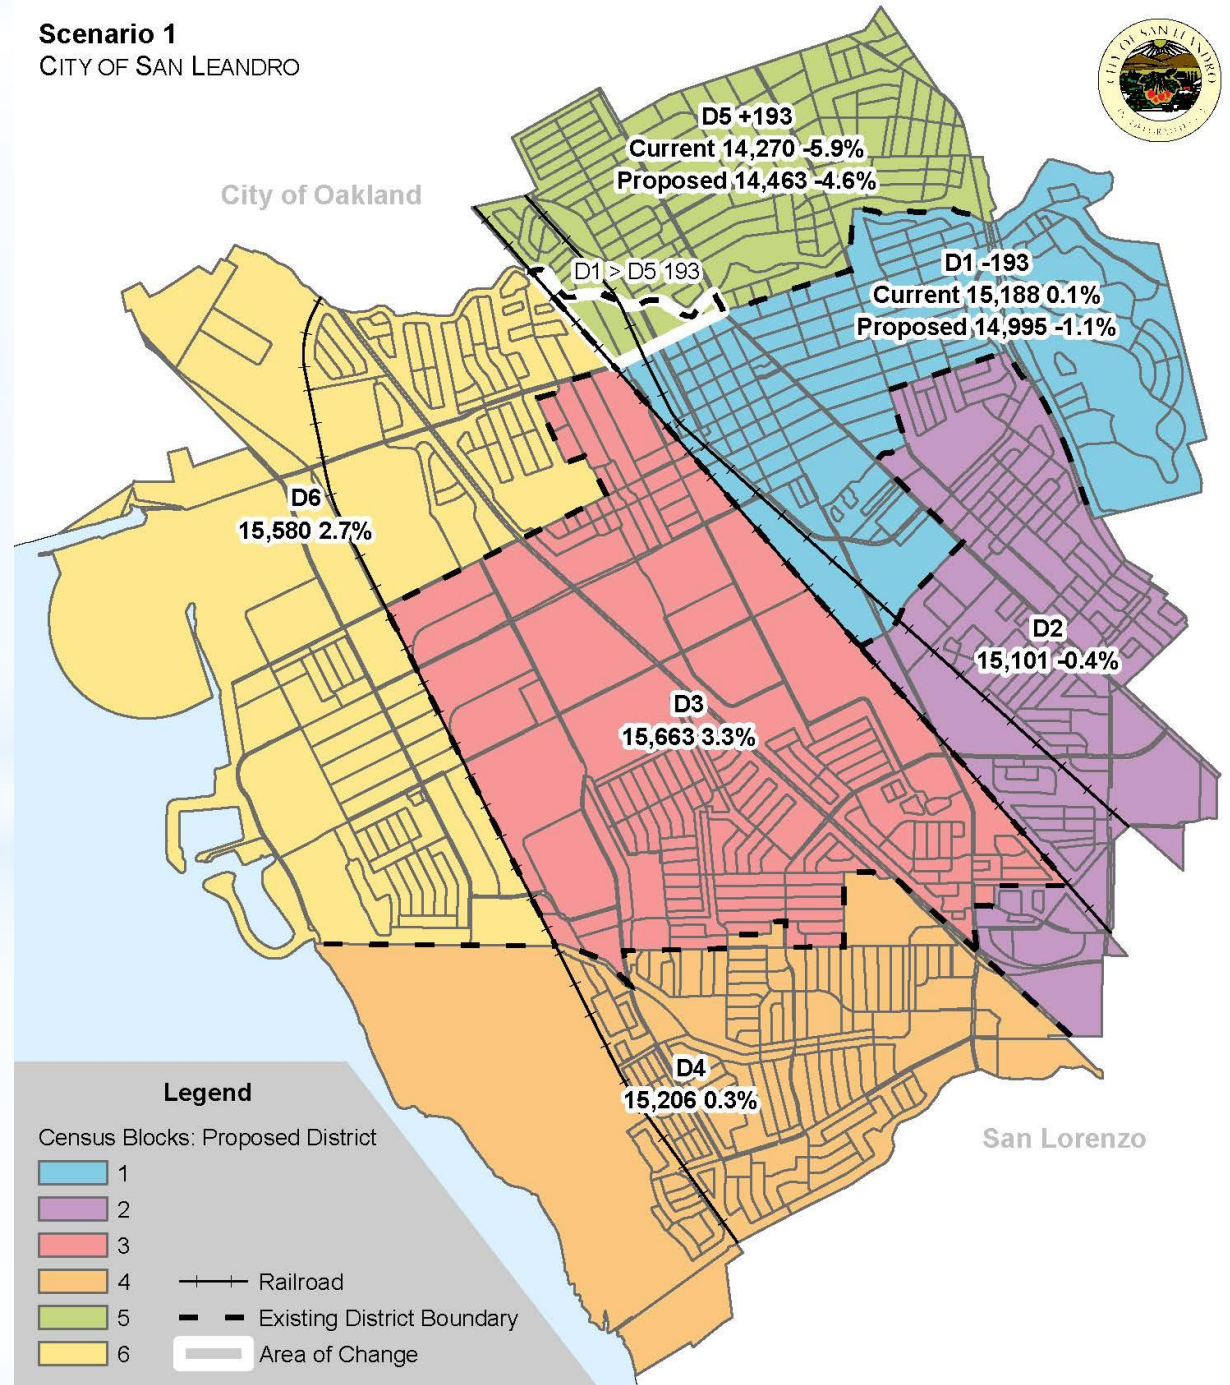 Scenario 1
CITY OF SAN LEANDRO
CITY OF SAN LEANDRO
City of Oakland
D5 +193
Current 14,270 -5.9%
Proposed 14,463 -4.6%
D1 > D5 193
D1 -193
Current 15,188 0.1%
Proposed 14,995 -1.1%
D6
15,580 2.7%
D2
15,101 -0.4%
D3
15,663 3.3%
D4
15,206 0.3%
San Lorenzo
Legend
Census Blocks: Proposed District
1
2
3
4
5
6
Railroad
Existing District Boundary
Area of Change